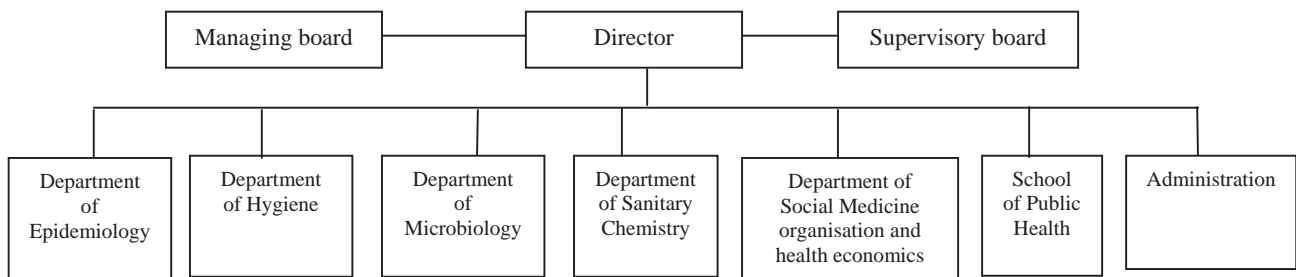 Managing board
Director
Supervisory board
Department
of
Epidemiology
Department
of Hygiene
Department
of
Microbiology
Department
of Sanitary
Chemistry
Department of
Social Medicine
organisation and
health economics
School
of Public
Health
Administration